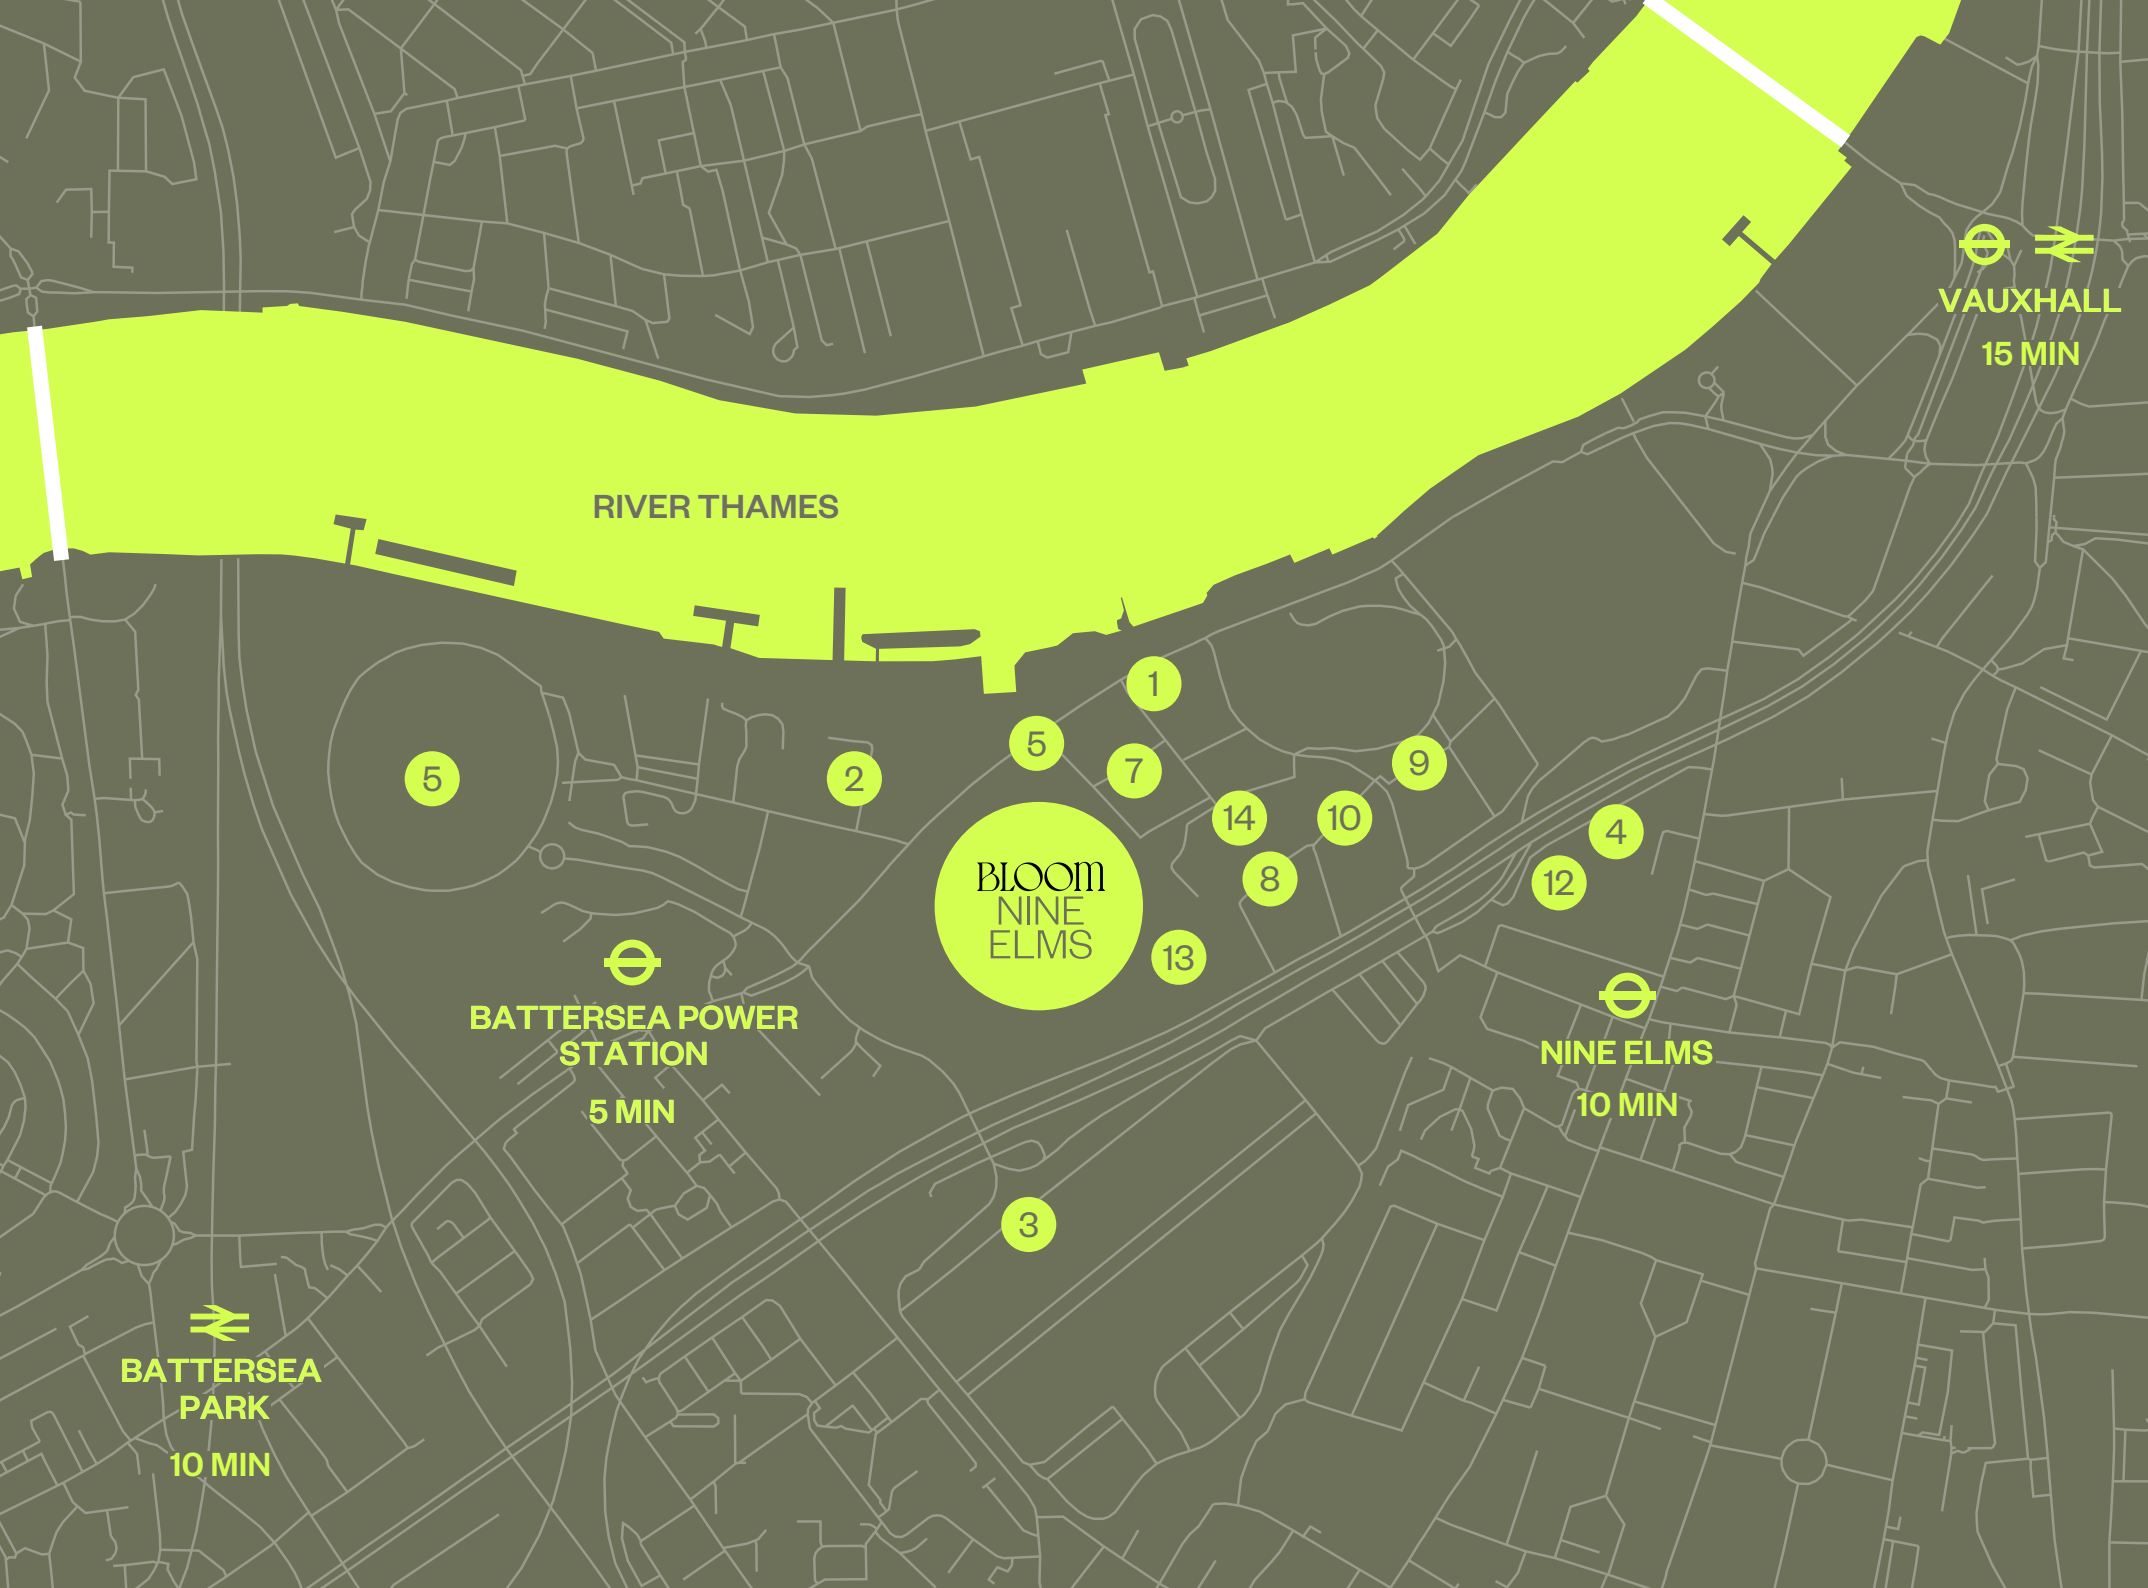 VAUXHALL
15 MIN
RIVER THAMES
1
5
7
9
5
2
14
10
4
8
12
BLOOM
NINE
ELMS
13
BATTERSEA POWER
STATION
5 MIN
NINE ELMS
10 MIN
3
BATTERSEA
PARK
10 MIN